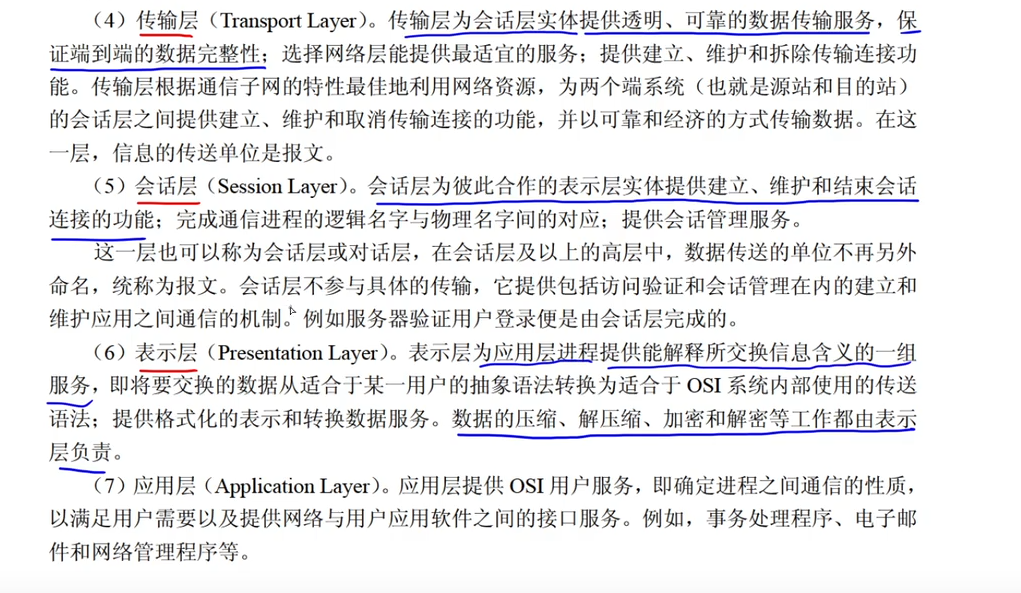 （4）传输层（Transport Layer）。传输层为会话层实体提供透明、可靠的数据传输服务，保
证端到端的数据完整性；选择网络层能提供最适宜的服务；提供建立、维护和拆除传输连接功
能。传输层根据通信子网的特性最佳地利用网络资源，为两个端系统（也就是源站和目的站）
的会话层之间提供建立、维护和取消传输连接的功能，并以可靠和经济的方式传输数据。在这
一层，信息的传送单位是报文。
（5）会话层（Session Layer）。会话层为彼此合作的表示层实体提供建立、维护和结束会话
连接的功能；完成通信进程的逻辑名字与物理名字间的对应；提供会话管理服务。
这一层也可以称为会话层或对话层，在会话层及以上的高层中，数据传送的单位不再另外
命名，统称为报文。会话层不参与具体的传输，它提供包括访问验证和会话管理在内的建立和
维护应用之间通信的机制。例如服务器验证用户登录便是由会话层完成的。
（6）表示层（Presentation Layer）。表示层为应用层进程提供能解释所交换信息含义的一组
服务，即将要交换的数据从适合于某一用户的抽象语法转换为适合于 OSI 系统内部使用的传送
语法；提供格式化的表示和转换数据服务。数据的压缩、解压缩、加密和解密等工作都由表示
层负责。
（7）应用层（Application Layer）。应用层提供 OSI 用户服务，即确定进程之间通信的性质，
以满足用户需要以及提供网络与用户应用软件之间的接口服务。例如，事务处理程序、电子邮
件和网络管理程序等。